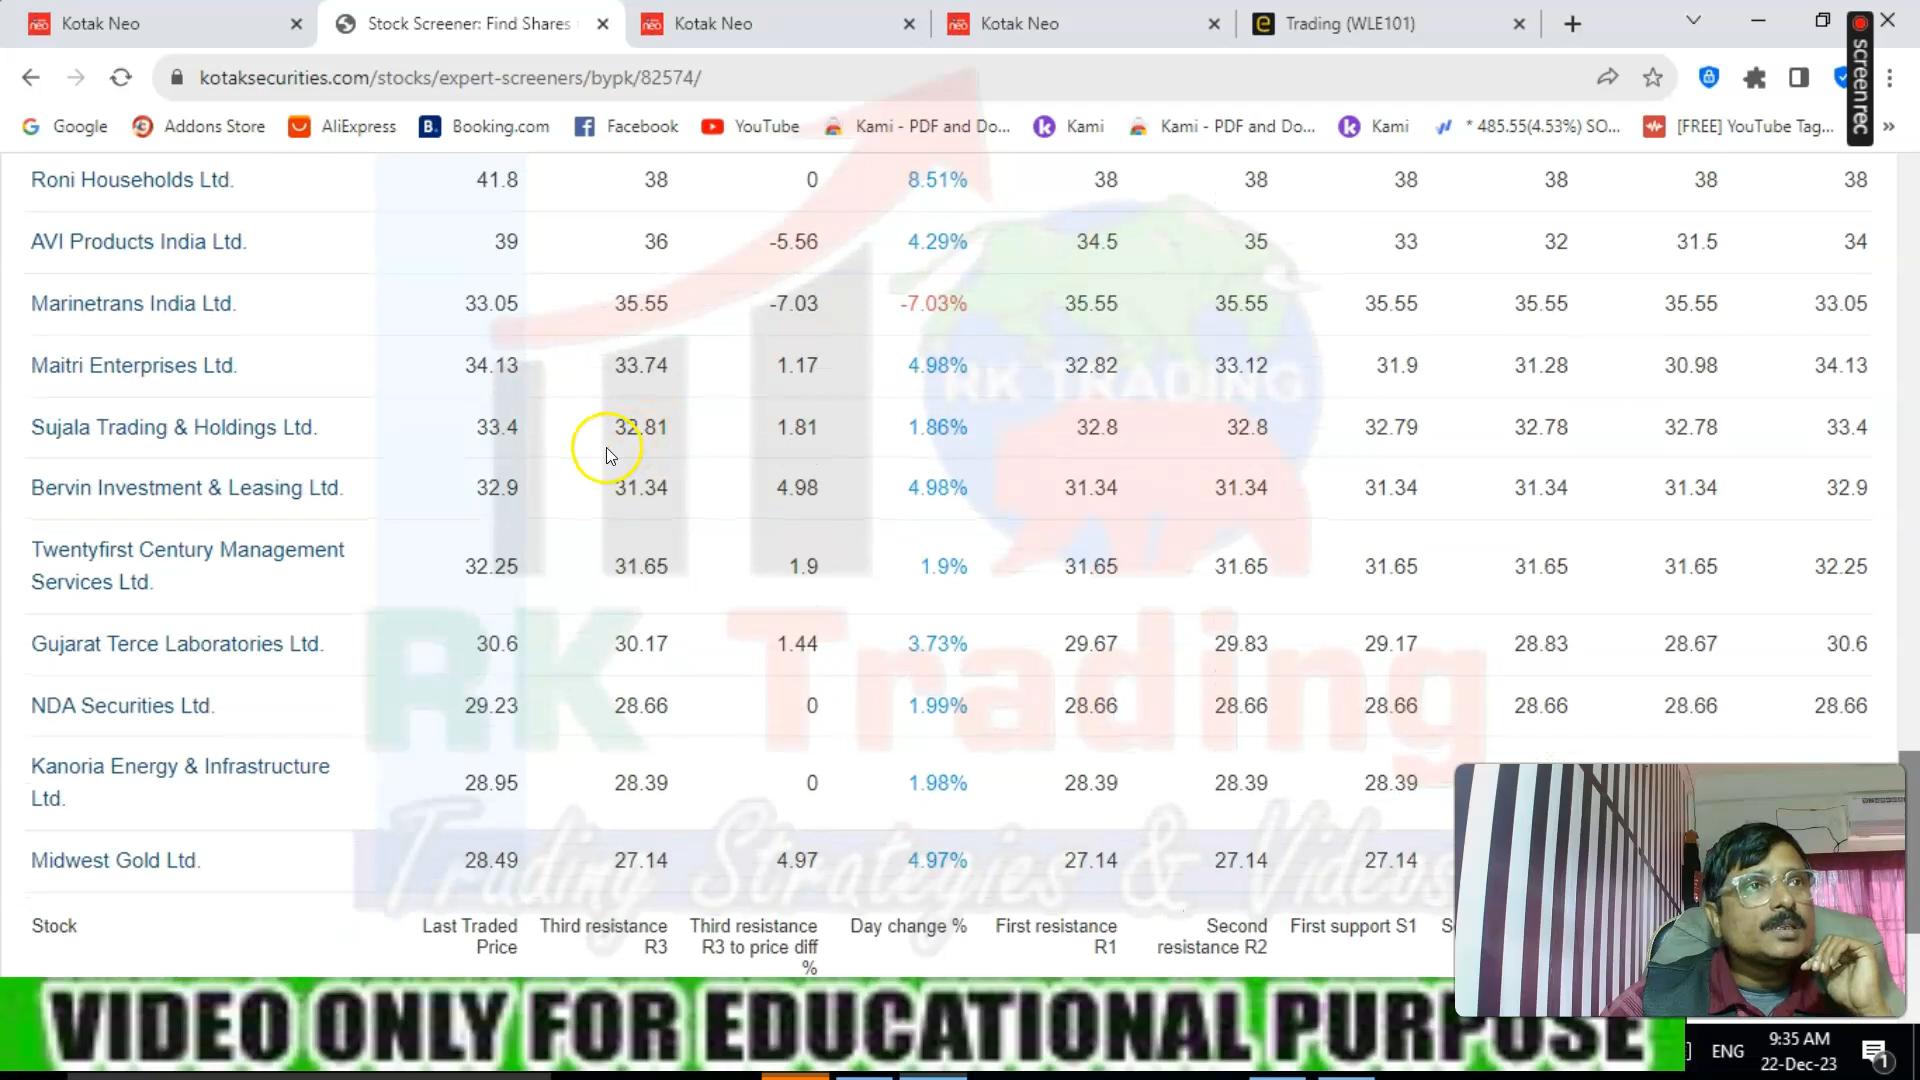 Kotak Neo
Stock Screener: Find Shares
Kotak Neo
Kotak Neo
Trading (WLE101)
kotaksecurities.com/stocks/expert-screeners/bypk/82574/
screenrec
Google Addons Store AliExpress Booking.com Facebook YouTube Kami - PDF and Do... Kami Kami - PDF and Do... Kami * 485.55(4.53%) SO... [FREE] YouTube Tag... »
Roni Households Ltd. 41.8 38 0 8.51% 38 38 38 38 38 38
AVI Products India Ltd. 39 36 -5.56 4.29% 34.5 35 33 32 31.5 34
Marinetrans India Ltd. 33.05 35.55 -7.03 -7.03% 35.55 35.55 35.55 35.55 35.55 33.05
Maitri Enterprises Ltd. 34.13 33.74 1.17 4.98% 32.82 33.12 31.9 31.28 30.98 34.13
RK TRADING
Sujala Trading & Holdings Ltd. 33.4 32.81 1.81 1.86% 32.8 32.8 32.79 32.78 32.78 33.4
Bervin Investment & Leasing Ltd. 32.9 31.34 4.98 4.98% 31.34 31.34 31.34 31.34 31.34 32.9
Twentyfirst Century Management
Services Ltd. 32.25 31.65 1.9 1.9% 31.65 31.65 31.65 31.65 31.65 32.25
Gujarat Terce Laboratories Ltd. 30.6 30.17 1.44 3.73% 29.67 29.83 29.17 28.83 28.67 30.6
RK Trading
NDA Securities Ltd. 29.23 28.66 0 1.99% 28.66 28.66 28.66 28.66 28.66 28.66
Kanoria Energy & Infrastructure
Ltd. 28.95 28.39 0 1.98% 28.39 28.39 28.39
Midwest Gold Ltd. 28.49 27.14 4.97 4.97% 27.14 27.14 27.14
Trading Strategies & Videos
Stock Last Traded Third resistance Third resistance Day change % First resistance Second First support S1 S
Price R3 R3 to price diff R1 resistance R2
%
VIDEO ONLY FOR EDUCATIONAL PURPOSE
ENG 9:35 AM
22-Dec-23 1